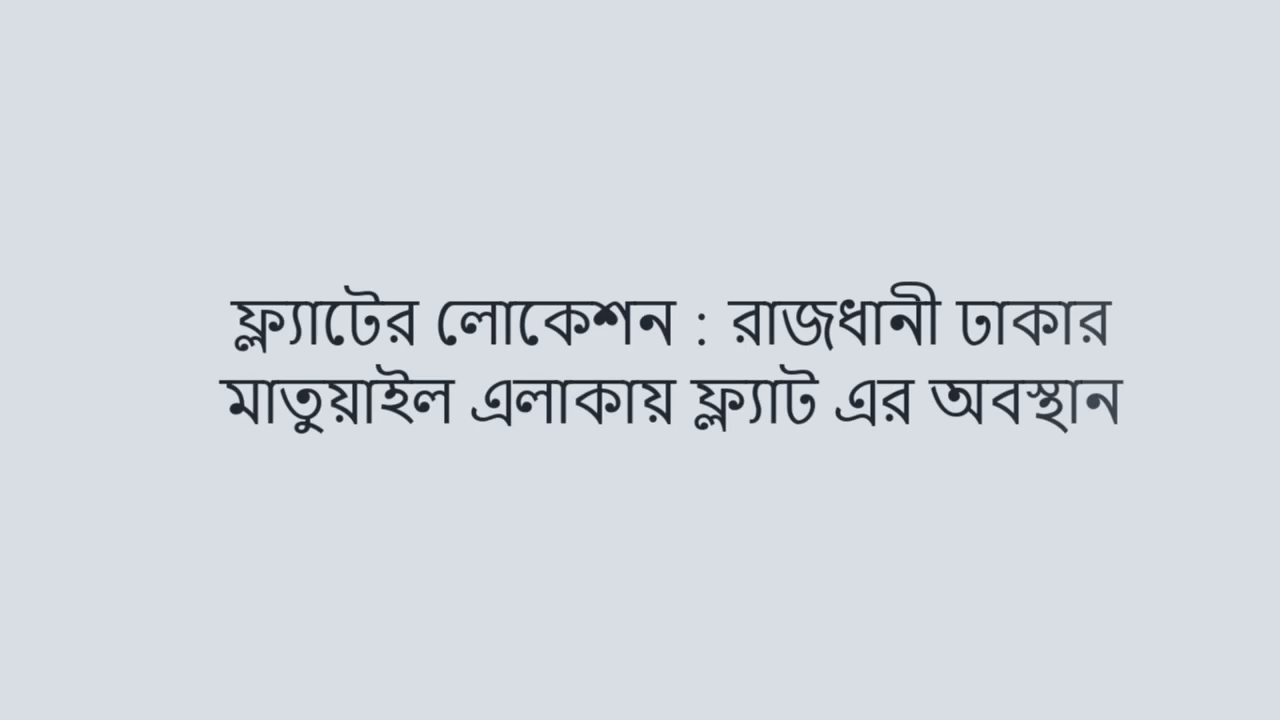 ফ্ল্যাটের লোকেশন : রাজধানী ঢাকার
মাতুয়াইল এলাকায় ফ্ল্যাট এর অবস্থান